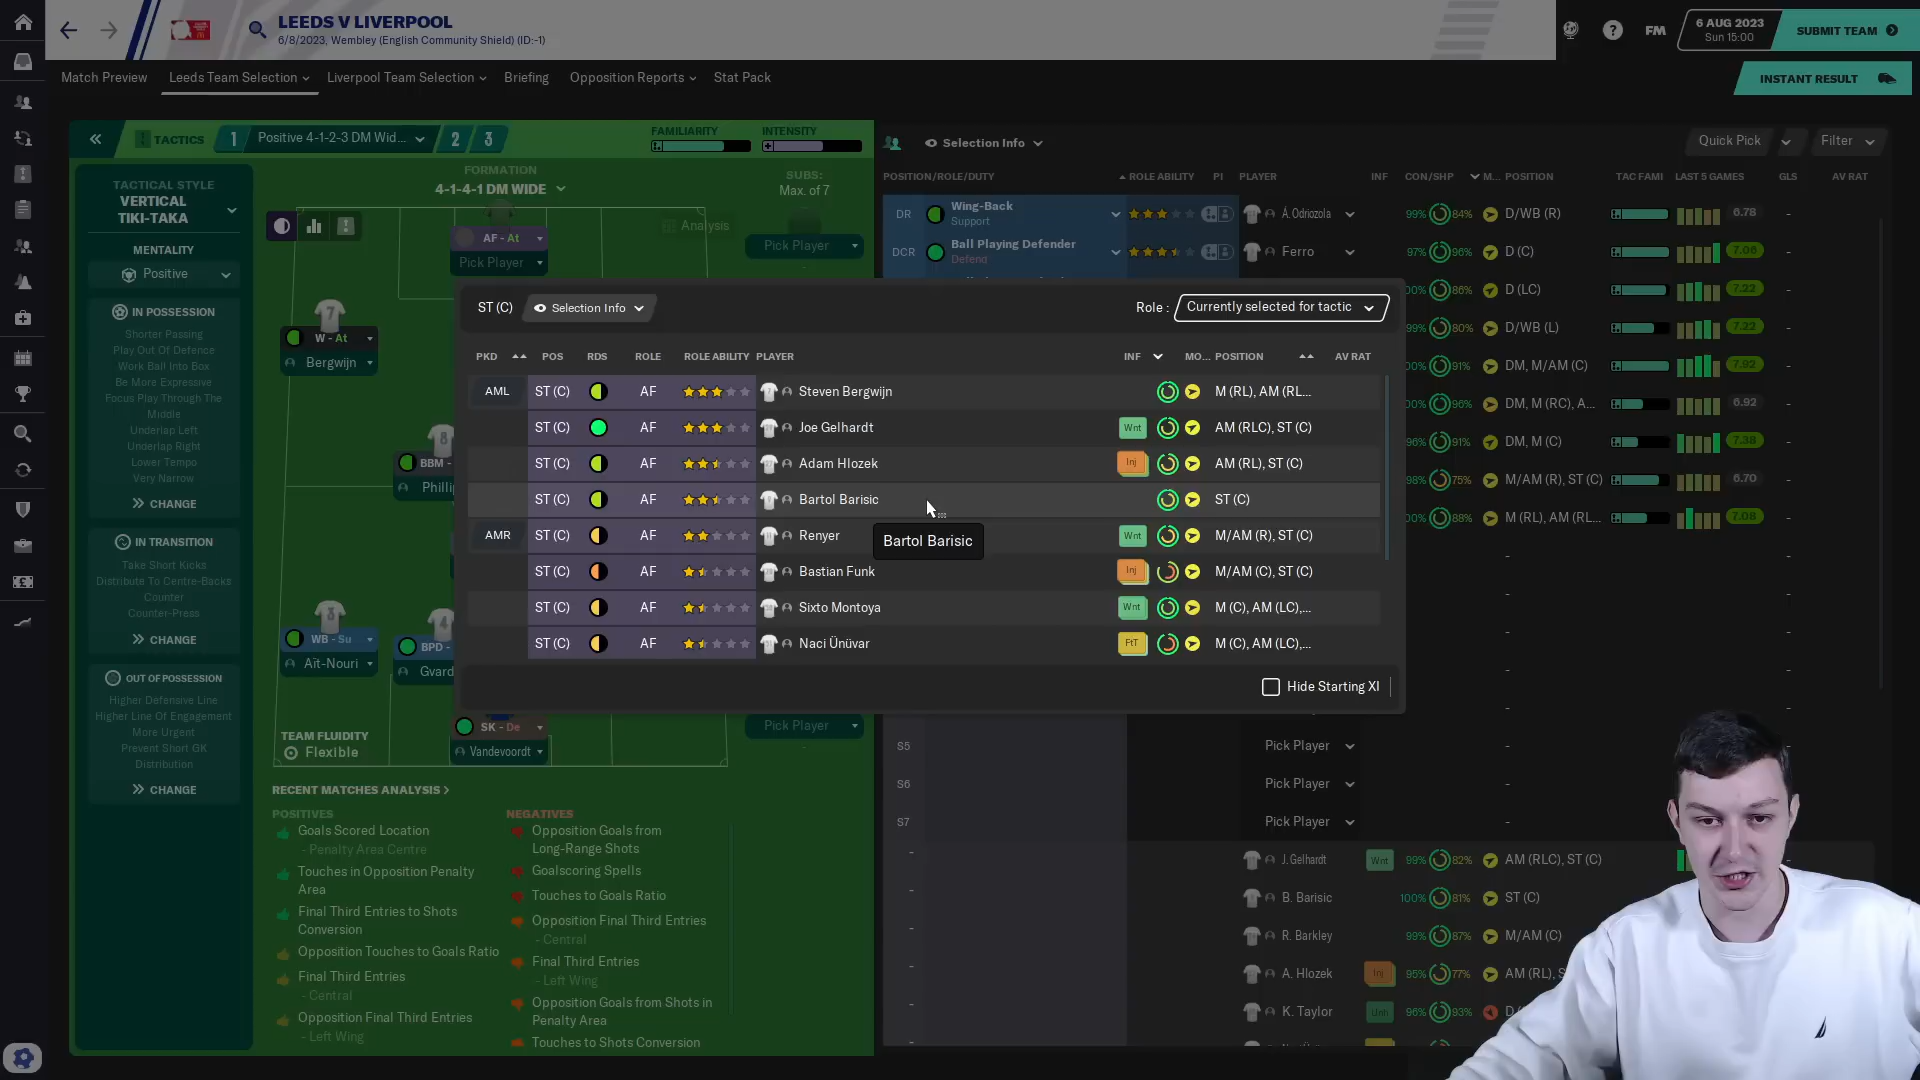 LEEDS V LIVERPOOL
6/8/2023, Wembley (English Community Shield) (ID:-1)
FM
6 AUG 2023
Sun 15:00
SUBMIT TEAM
Match Preview
Leeds Team Selection
Liverpool Team Selection
Briefing
Opposition Reports
Stat Pack
INSTANT RESULT
TACTICS
1
Positive 4-1-2-3 DM Wid...
2
3
FAMILIARITY
INTENSITY
Selection Info
Quick Pick
Filter
TACTICAL STYLE
VERTICAL
TIKI-TAKA
MENTALITY
Positive
IN POSSESSION
Shorter Passing
Play Out Of Defence
Work Ball Into Box
Be More Expressive
Focus Play Through The
Middle
Underlap Left
Underlap Right
Lower Tempo
Very Narrow
CHANGE
IN TRANSITION
Take Short Kicks
Distribute To Centre-Backs
Counter
Counter-Press
CHANGE
OUT OF POSSESSION
Higher Defensive Line
Higher Line Of Engagement
More Urgent
Prevent Short GK
Distribution
CHANGE
FORMATION
4-1-4-1 DM WIDE
SUBS:
Max. of 7
Analysis
Pick Player
AF - At
Pick Player
7
W - At
Bergwijn
8
BBM -
Phillip
3
WB - Su
Ait-Nouri
4
BPD -
Gvard
SK - De
Vandevoordt
Pick Player
TEAM FLUIDITY
Flexible
RECENT MATCHES ANALYSIS >
POSITIVES
Goals Scored Location
- Penalty Area Centre
Touches in Opposition Penalty
Area
Final Third Entries to Shots
Conversion
Opposition Touches to Goals Ratio
Final Third Entries
- Central
Opposition Final Third Entries
- Left Wing
NEGATIVES
Opposition Goals from
Long-Range Shots
Goalscoring Spells
Touches to Goals Ratio
Opposition Final Third Entries
- Central
Final Third Entries
- Left Wing
Opposition Goals from Shots in
Penalty Area
Touches to Shots Conversion
POSITION/ROLE/DUTY
ROLE ABILITY
PI
PLAYER
INF
CON/SHP
M...
POSITION
TAC FAMI
LAST 5 GAMES
GLS
AV RAT
DR Wing-Back Support Á. Odriozola 99% 84% D/WB (R) - 6.78
DCR Ball Playing Defender Defend Ferro 97% 96% D (C) - 7.06
86% D (LC) - 7.22
99% 80% D/WB (L) - 7.22
91% DM, M/AM (C) - 7.92
96% DM, M (RC), A... - 6.92
96% 91% DM, M (C) - 7.38
98% 75% M/AM (R), ST (C) - 6.70
88% M (RL), AM (RL... - 7.08
ST (C)
Selection Info
Role :
Currently selected for tactic
PKD POS RDS ROLE ROLE ABILITY PLAYER INF MO... POSITION AV RAT
AML ST (C) AF Steven Bergwijn M (RL), AM (RL...
ST (C) AF Joe Gelhardt Wnt AM (RLC), ST (C)
ST (C) AF Adam Hlozek Inj AM (RL), ST (C)
ST (C) AF Bartol Barisic ST (C)
AMR ST (C) AF Renyer Wnt M/AM (R), ST (C)
Bartol Barisic
ST (C) AF Bastian Funk Inj M/AM (C), ST (C)
ST (C) AF Sixto Montoya Wnt M (C), AM (LC),...
ST (C) AF Naci Ünüvar FtT M (C), AM (LC),...
Hide Starting XI
S5 Pick Player -
S6 Pick Player -
S7 Pick Player -
- J. Gelhardt Wnt 99% 82% AM (RLC), ST (C) -
- B. Barisic 100% 81% ST (C)
- R. Barkley 99% 87% M/AM (C)
- A. Hlozek Inj 95% 77% AM (RL), S
- K. Taylor Unh 96% 93% D